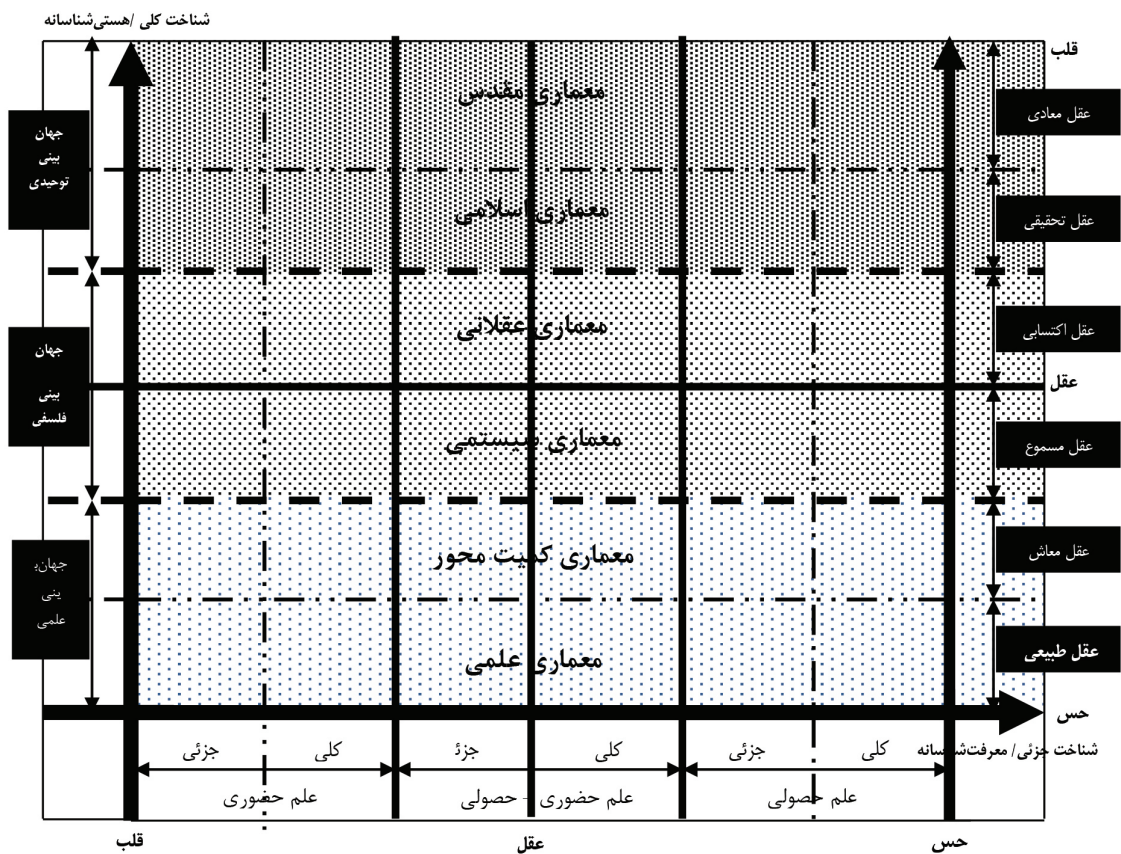 شناخت کلی /هستی‌شناسانه
قلب
معماری مقدس
عقل معادی
جهان
بینی
توحیدی
معماری اسلامی
عقل تحقیقی
معماری عقلانی
عقل اکتسابی
جهان
بینی
فلسفی
عقل
معماری سیستمی
عقل مسموع
معماری کمیت محور
عقل معاش
جهان‌ب
ینی
علمی
معماری علمی
عقل طبیعی
حس
شناخت جزئی/ معرفت‌شناسانه
کلی
جزئی
کلی
جزئ
کلی
جزئی
علم حصولی
علم حضوری - حصولی
علم حضوری
حس
عقل
قلب